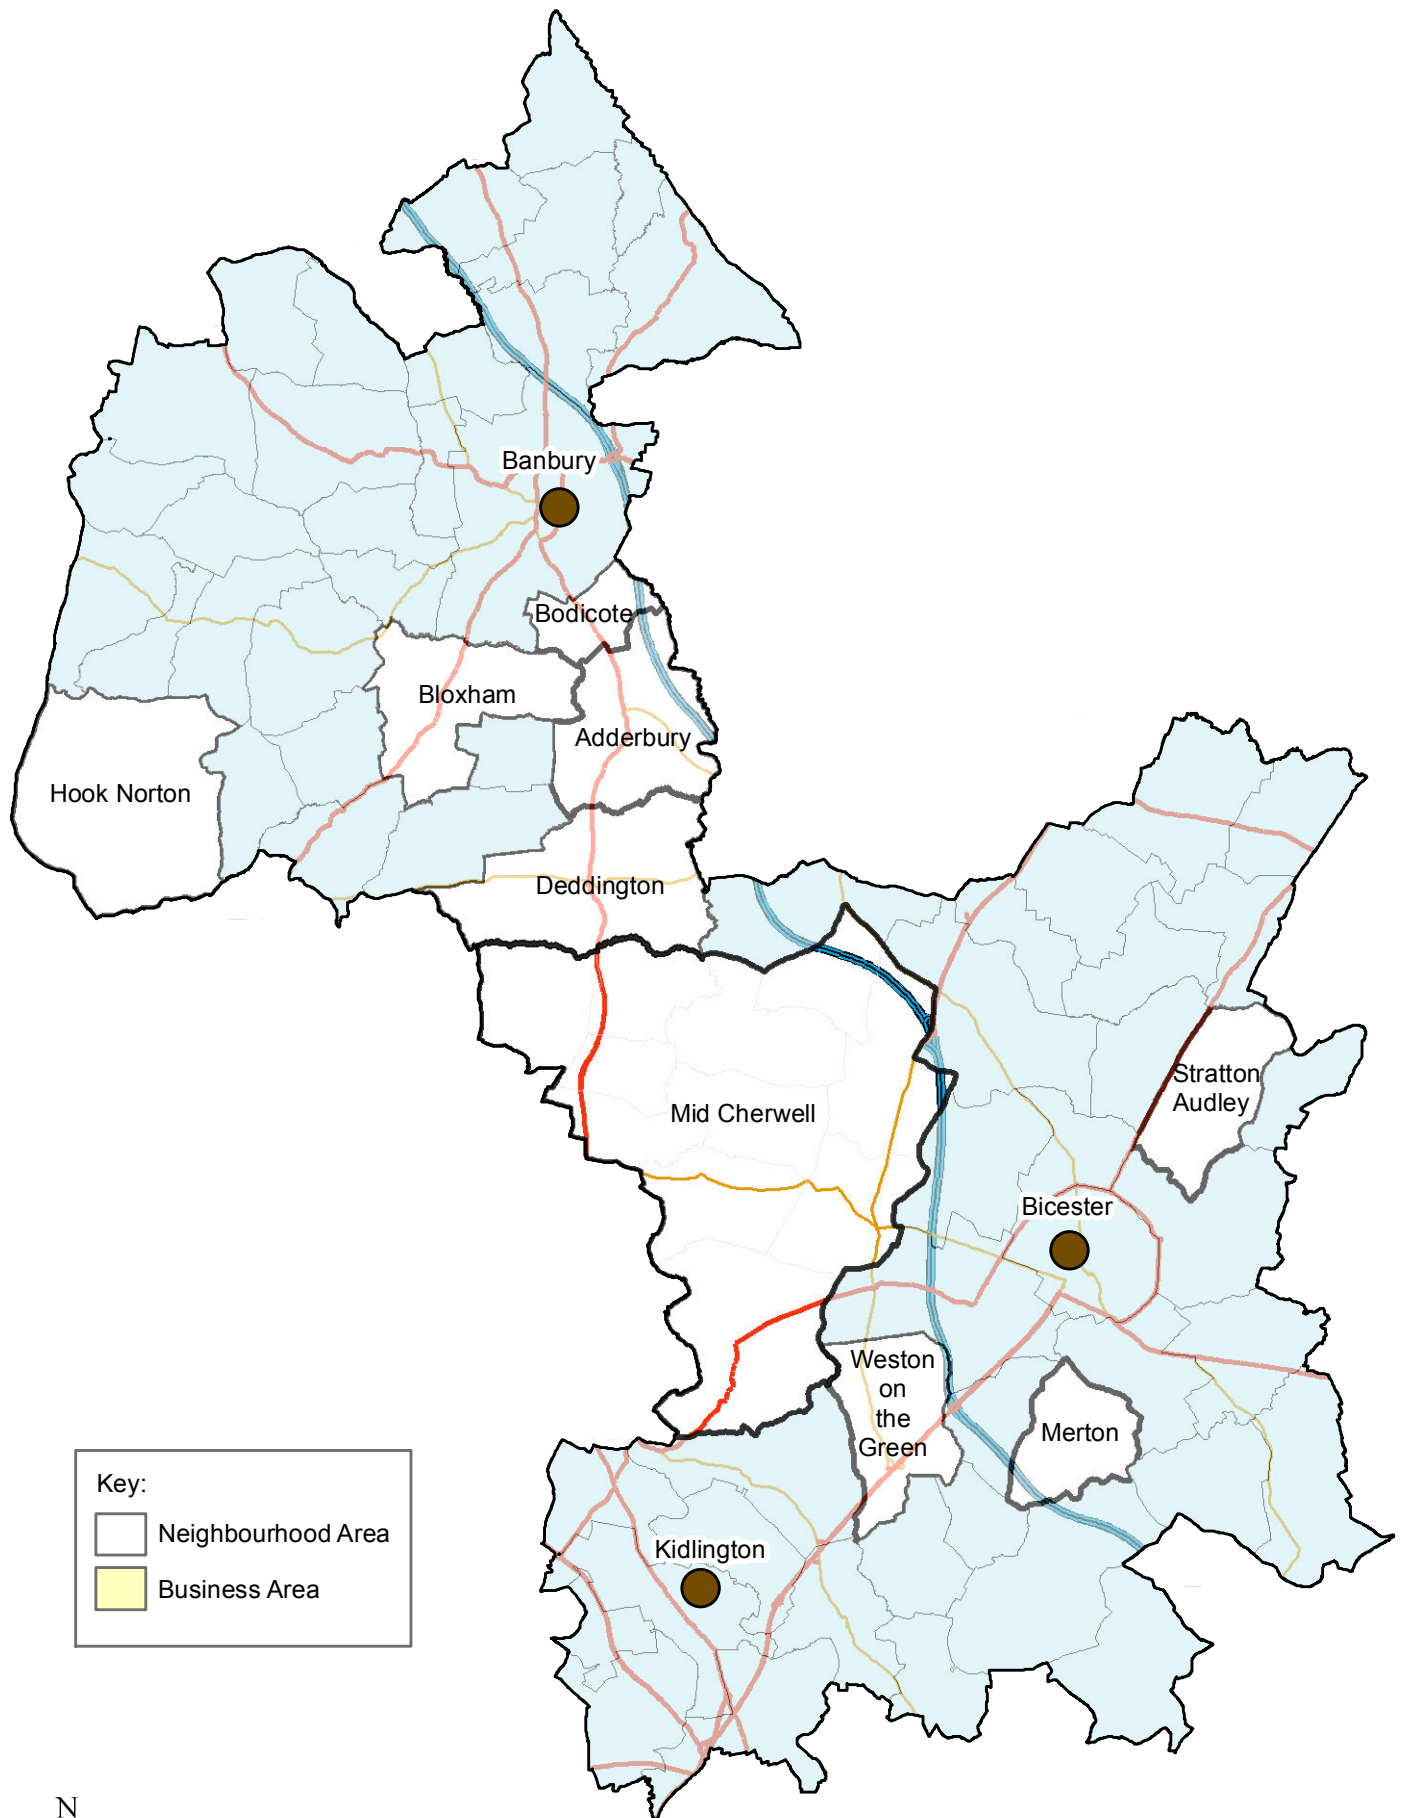 Banbury
Bodicote
Bloxham
Adderbury
Hook Norton
Deddington
Stratton
Audley
Mid Cherwell
Bicester
Weston
on
the
Green
Merton
Kidlington
Key:
Neighbourhood Area
Business Area
N